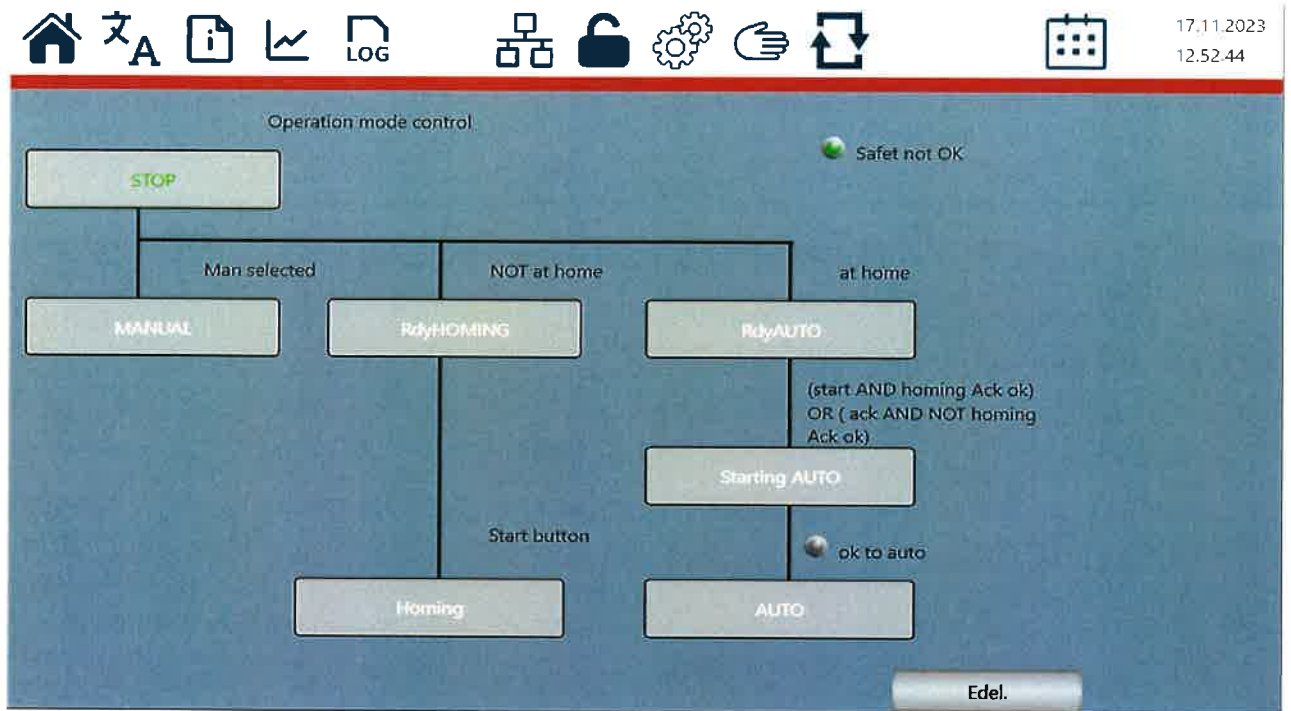 文A
i
LOG
17.11.2023
12.52.44
Operation mode control
Safet not OK
STOP
Man selected
NOT at home
at home
MANUAL
RdyHOMING
RdyAUTO
(start AND homing Ack ok)
OR ( ack AND NOT homing
Ack ok)
Starting AUTO
Start button
ok to auto
Homing
AUTO
Edel.